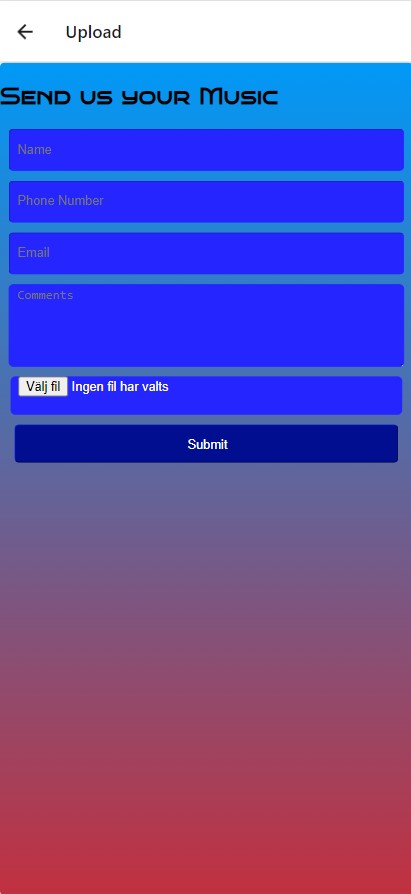 Upload
Send us your Music
Name
Phone Number
Email
Comments
Välj fil Ingen fil har valts
Submit